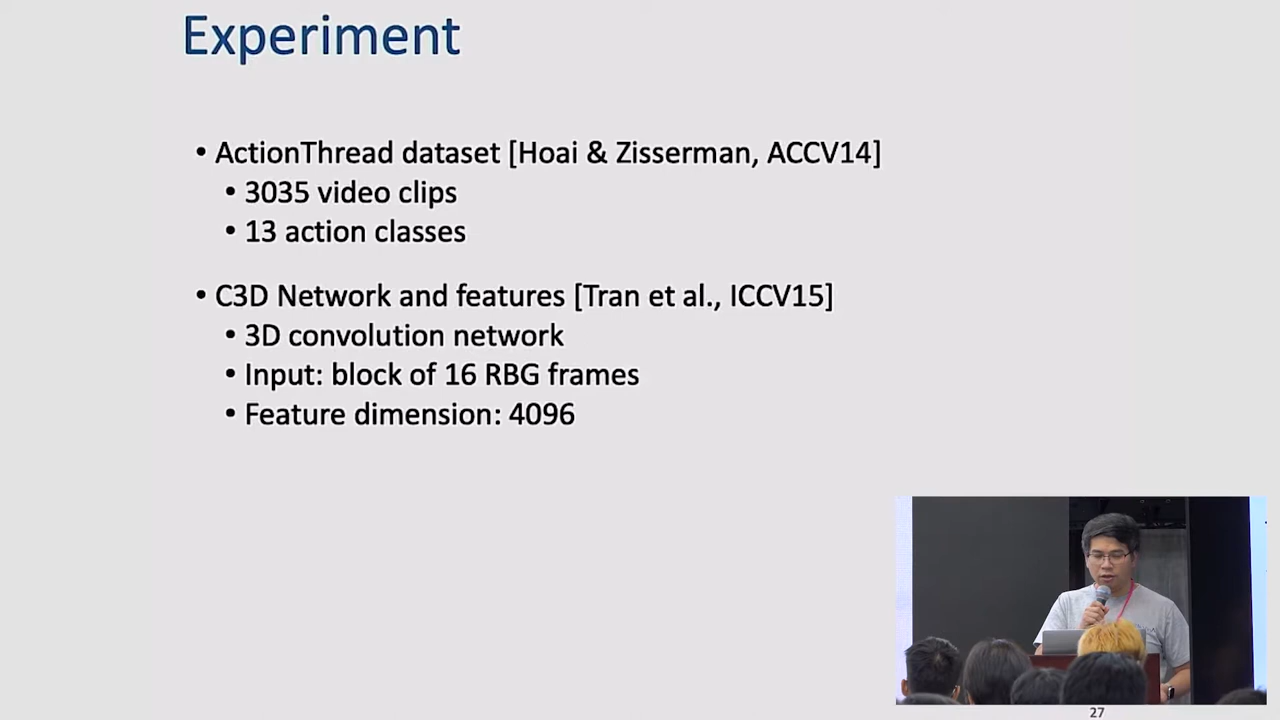 Experiment
• ActionThread dataset [Hoai & Zisserman, ACCV14]
• 3035 video clips
• 13 action classes
• C3D Network and features [Tran et al., ICCV15]
• 3D convolution network
• Input: block of 16 RBG frames
• Feature dimension: 4096
27